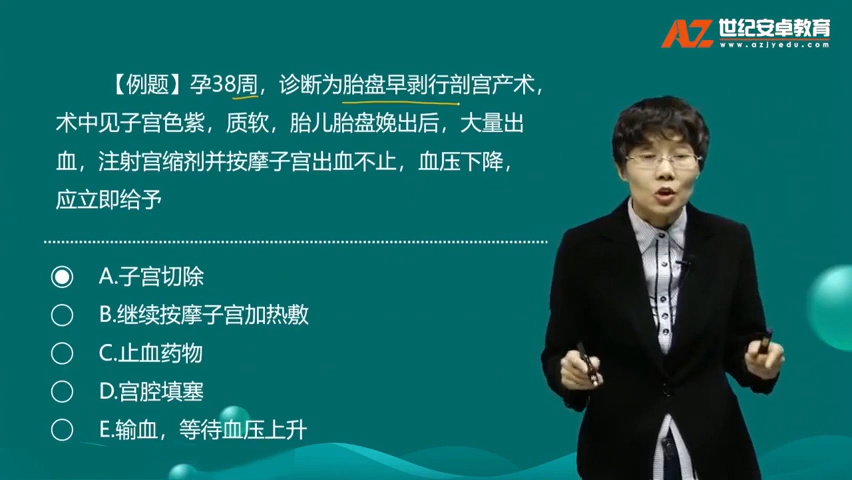 AZ 世纪安卓教育
www.azjyedu.com
【例题】孕38周，诊断为胎盘早剥行剖宫产术，
术中见子宫色紫，质软，胎儿胎盘娩出后，大量出
血，注射宫缩剂并按摩子宫出血不止，血压下降，
应立即给予
A.子宫切除
B.继续按摩子宫加热敷
C.止血药物
D.宫腔填塞
E.输血，等待血压上升